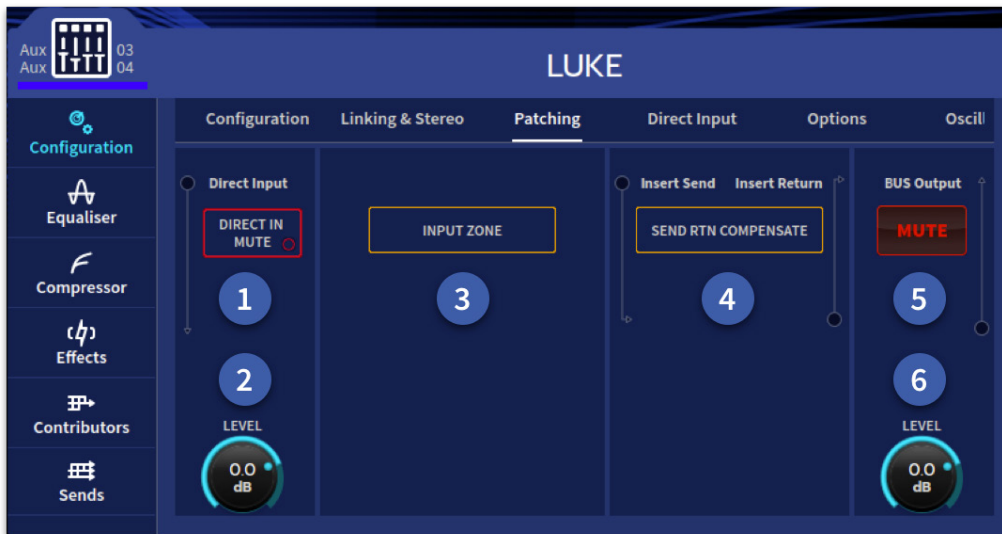 Aux 03
Aux 04
LUKE
Configuration
Equaliser
Compressor
Effects
Contributors
Sends
Configuration Linking & Stereo Patching Direct Input Options Oscil
Direct Input
DIRECT IN
MUTE
1
2
LEVEL
0.0
dB
INPUT ZONE
3
Insert Send Insert Return
SEND RTN COMPENSATE
4
BUS Output
MUTE
5
6
LEVEL
0.0
dB